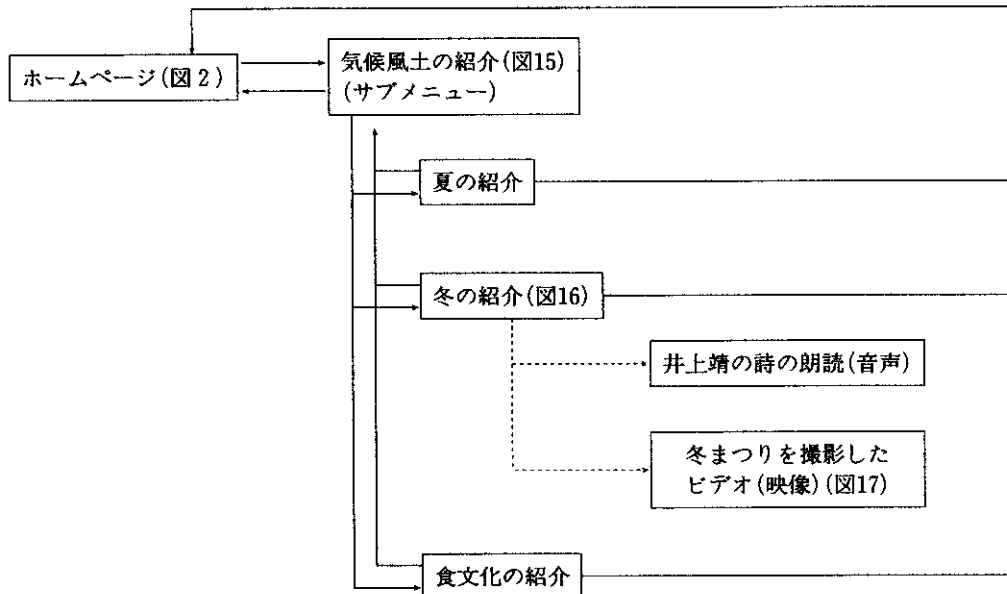 ホームページ(図2)
気候風土の紹介(図15)
(サブメニュー)
夏の紹介
冬の紹介(図16)
井上靖の詩の朗読(音声)
冬まつりを撮影した
ビデオ(映像)(図17)
食文化の紹介